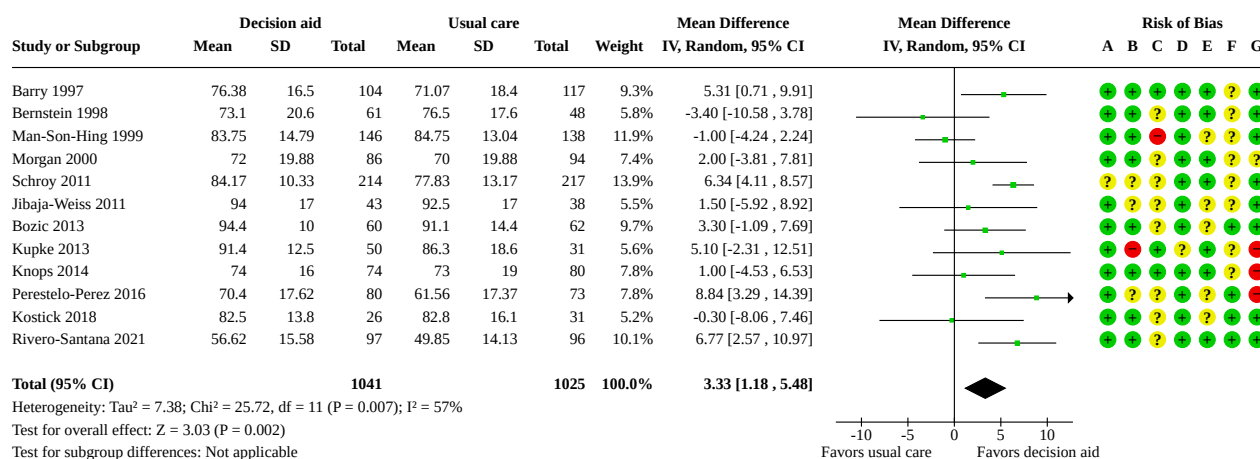 Decision aid Usual care Mean Difference Mean Difference Risk of Bias
Study or Subgroup Mean SD Total Mean SD Total Weight IV, Random, 95% CI IV, Random, 95% CI A B C D E F G
Barry 1997 76.38 16.5 104 71.07 18.4 117 9.3% 5.31 [0.71 , 9.91] + + + + + ? +
Bernstein 1998 73.1 20.6 61 76.5 17.6 48 5.8% -3.40 [-10.58 , 3.78] + + ? + + ? +
Man-Son-Hing 1999 83.75 14.79 146 84.75 13.04 138 11.9% -1.00 [-4.24 , 2.24] + + − + ? ? +
Morgan 2000 72 19.88 86 70 19.88 94 7.4% 2.00 [-3.81 , 7.81] + + ? + + ? ?
Schroy 2011 84.17 10.33 214 77.83 13.17 217 13.9% 6.34 [4.11 , 8.57] ? ? ? + + ? +
Jibaja-Weiss 2011 94 17 43 92.5 17 38 5.5% 1.50 [-5.92 , 8.92] + ? ? + ? ? +
Bozic 2013 94.4 10 60 91.1 14.4 62 8.9% 3.30 [-1.09 , 7.69] + + ? + ? + +
Kupke 2013 91.4 12.5 50 86.3 18.6 31 5.6% 5.10 [-2.31 , 12.51] + − + ? + ? −
Knops 2014 74 16 74 73 19 80 7.8% 1.00 [-4.53 , 6.53] + + + + + ? −
Perestelo-Perez 2016 70.4 17.62 80 61.56 17.37 73 7.8% 8.84 [3.29 , 14.39] + ? ? + ? + −
Kostick 2018 82.5 13.8 26 82.8 16.1 31 5.2% -0.30 [-8.06 , 7.46] + + ? + ? + +
Rivero-Santana 2021 56.62 15.58 97 49.85 14.13 96 10.1% 6.77 [2.57 , 10.97] + + ? + + + +
Total (95% CI) 1041 1025 100.0% 3.33 [1.18 , 5.48]
Heterogeneity: Tau² = 7.38; Chi² = 25.72, df = 11 (P = 0.007); I² = 57%
Test for overall effect: Z = 3.03 (P = 0.002)
Test for subgroup differences: Not applicable
-10 -5 0 5 10
Favors usual care Favors decision aid